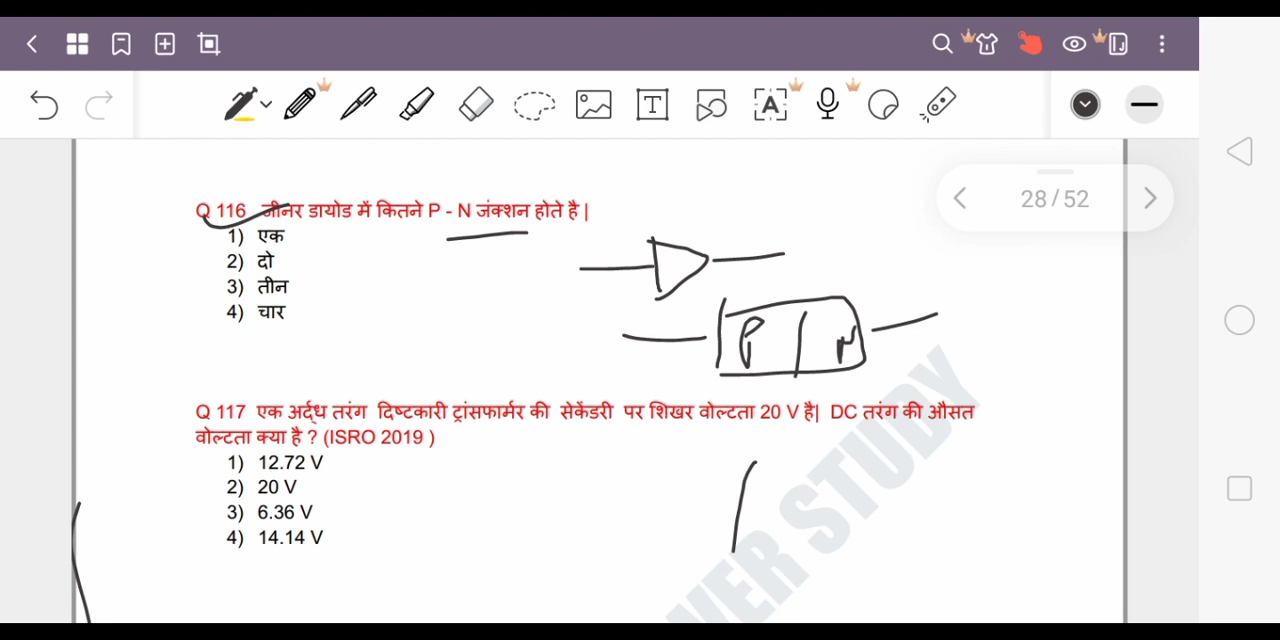 28/52
Q 116 जीनर डायोड में कितने P - N जंक्शन होते है |
1) एक
2) दो
3) तीन
4) चार
P N
Q 117 एक अर्द्ध तरंग दिष्टकारी ट्रांसफार्मर की सेकेंडरी पर शिखर वोल्टता 20 V है| DC तरंग की औसत
वोल्टता क्या है ? (ISRO 2019 )
1) 12.72 V
2) 20 V
3) 6.36 V
4) 14.14 V
VER STUDY